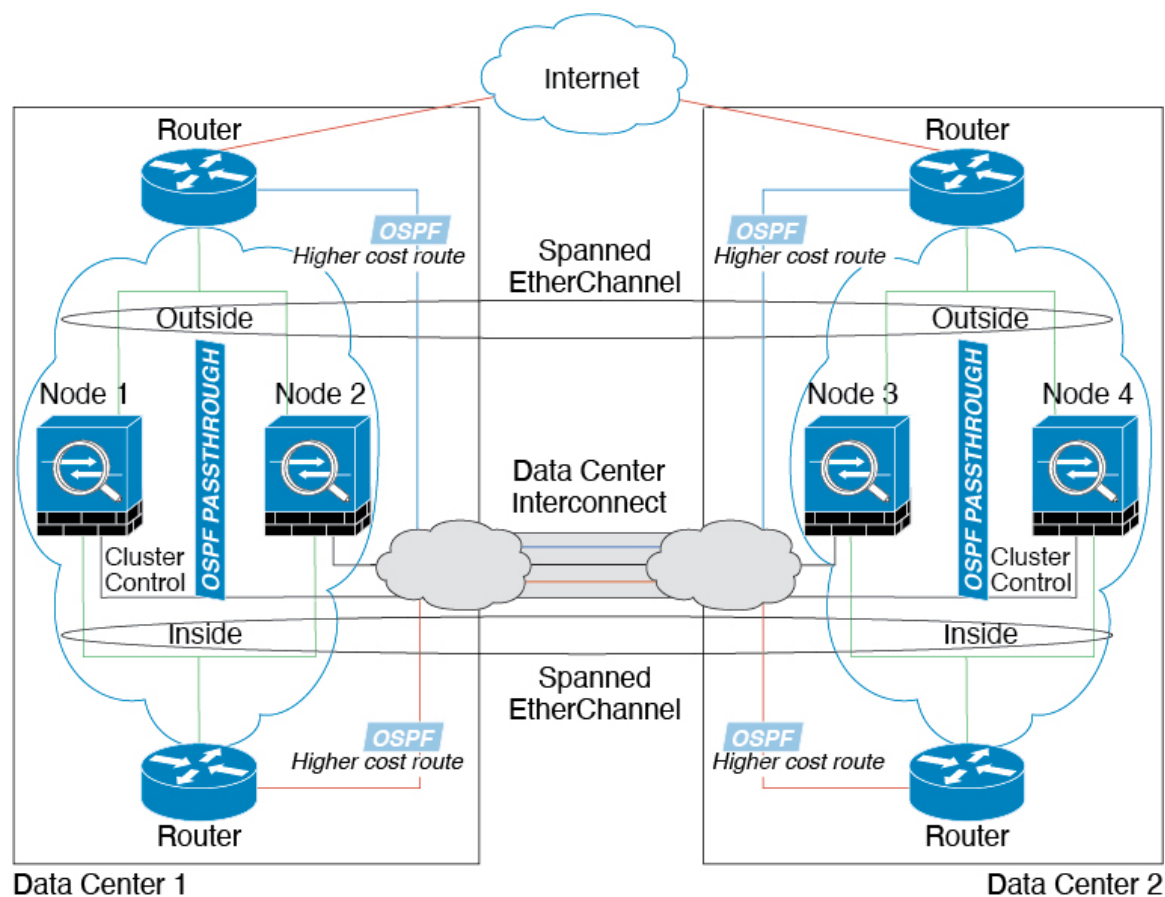 Internet
Router
Router
OSPF
Higher cost route
OSPF
Higher cost route
Spanned
EtherChannel
Outside
Outside
Node 1
Node 2
Node 3
Node 4
OSPF PASSTHROUGH
OSPF PASSTHROUGH
Data Center
Interconnect
Cluster
Control
Cluster
Control
Inside
Inside
Spanned
EtherChannel
OSPF
Higher cost route
OSPF
Higher cost route
Router
Router
Data Center 1
Data Center 2